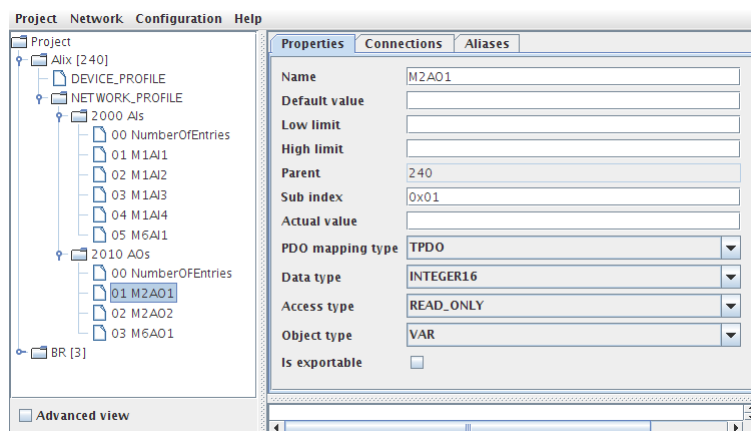 Project Network Configuration Help
Project
Alix [240]
DEVICE_PROFILE
NETWORK_PROFILE
2000 AIs
00 NumberOfEntries
01 M1AI1
02 M1AI2
03 M1AI3
04 M1AI4
05 M6AI1
2010 AOs
00 NumberOfEntries
01 M2AO1
02 M2AO2
03 M6AO1
BR [3]
Advanced view
Properties Connections Aliases
Name M2AO1
Default value
Low limit
High limit
Parent 240
Sub index 0x01
Actual value
PDO mapping type TPDO
Data type INTEGER16
Access type READ_ONLY
Object type VAR
Is exportable